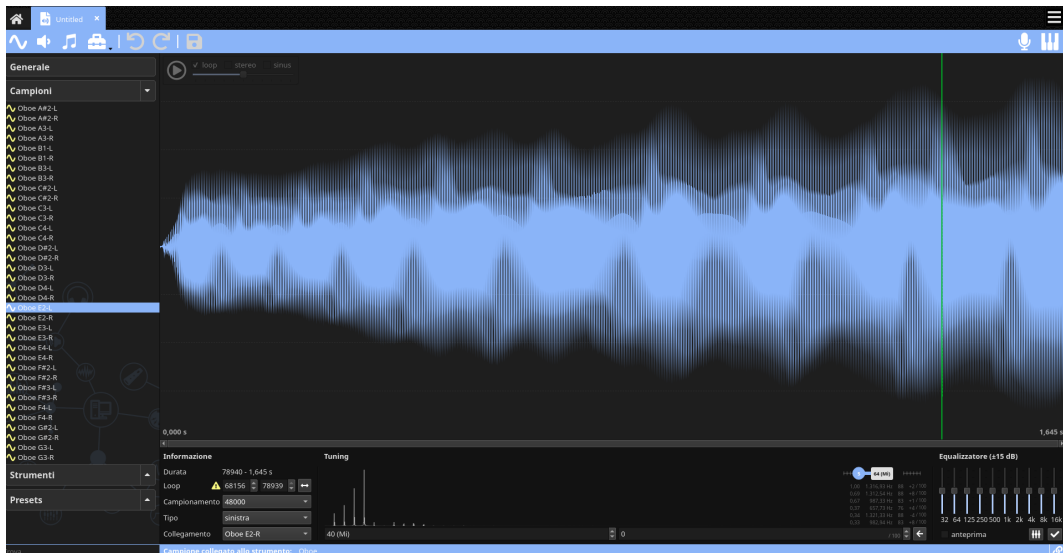 Untitled ×
Generale
✓ loop stereo sinus
Campioni
Oboe A#2-L
Oboe A#2-R
Oboe A3-L
Oboe A3-R
Oboe B1-L
Oboe B1-R
Oboe B3-L
Oboe B3-R
Oboe C#2-L
Oboe C#2-R
Oboe C3-L
Oboe C3-R
Oboe C4-L
Oboe C4-R
Oboe D#2-L
Oboe D#2-R
Oboe D3-L
Oboe D3-R
Oboe D4-L
Oboe D4-R
Oboe E2-L
Oboe E2-R
Oboe E3-L
Oboe E3-R
Oboe E4-L
Oboe E4-R
Oboe F#2-L
Oboe F#2-R
Oboe F#3-L
Oboe F#3-R
Oboe F4-L
Oboe F4-R
Oboe G#2-L
Oboe G#2-R
Oboe G3-L
Oboe G3-R
Strumenti
Presets
0,000 s 1,645 s
Informazione
Durata 78940 - 1,645 s
Loop 68156 78939
Campionamento 48000
Tipo sinistra
Collegamento Oboe E2-R
Tuning
64 (Mi)
40 (Mi) 0 /100
Equalizzatore (±15 dB)
32 64 125 250 500 1k 2k 4k 8k 16k
anteprima
Campione collegato allo strumento: Oboe